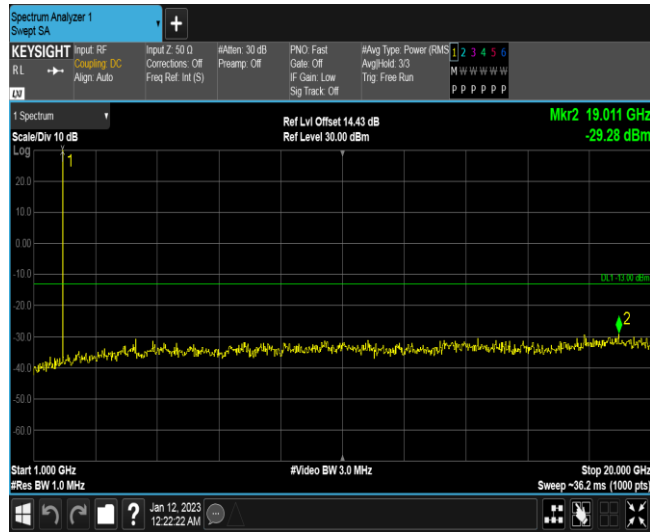 Spectrum Analyzer 1
Swept SA
+
KEYSIGHT
RL
LXI
Input: RF
Coupling: DC
Align: Auto
Input Z: 50 Ω
Corrections: Off
Freq Ref: Int (S)
#Atten: 30 dB
Preamp: Off
PNO: Fast
Gate: Off
IF Gain: Low
Sig Track: Off
#Avg Type: Power (RMS
Avg|Hold: 3/3
Trig: Free Run
1 2 3 4 5 6
M W W W W W
P P P P P P
1 Spectrum
Scale/Div 10 dB
Log
Ref Lvl Offset 14.43 dB
Ref Level 30.00 dBm
Mkr2 19.011 GHz
-29.28 dBm
1
20.0
10.0
0.00
-10.0
DL1 -13.00 dBm
-20.0
2
-30.0
-40.0
-50.0
-60.0
Start 1.000 GHz
#Video BW 3.0 MHz
Stop 20.000 GHz
#Res BW 1.0 MHz
Sweep ~36.2 ms (1000 pts)
?
Jan 12, 2023
12:22:22 AM